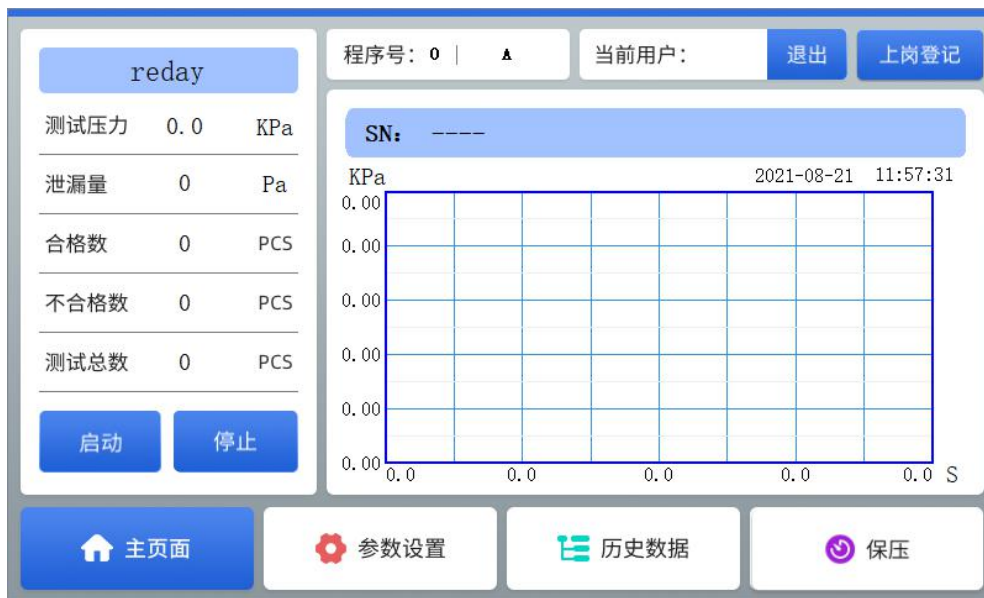 reday
测试压力 0.0 KPa
泄漏量 0 Pa
合格数 0 PCS
不合格数 0 PCS
测试总数 0 PCS
启动 停止
程序号: 0 | A
当前用户: 退出
上岗登记
SN: ----
KPa 2021-08-21 11:57:31
0.00
0.00
0.00
0.00
0.00
0.00
0.0 0.0 0.0 0.0 0.0 S
主页面 参数设置 历史数据 保压